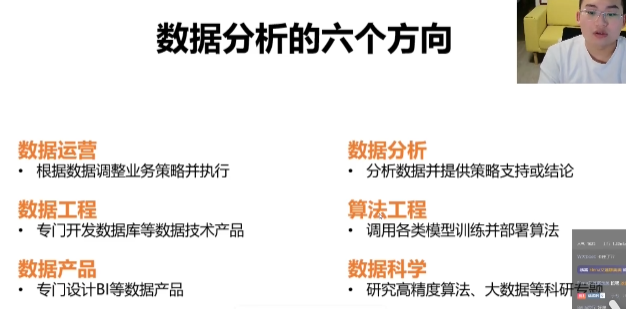 数据分析的六个方向
数据运营
• 根据数据调整业务策略并执行
数据分析
• 分析数据并提供策略支持或结论
数据工程
• 专门开发数据库等数据技术产品
算法工程
• 调用各类模型训练并部署算法
数据产品
• 专门设计BI等数据产品
数据科学
• 研究高精度算法、大数据等科研专题